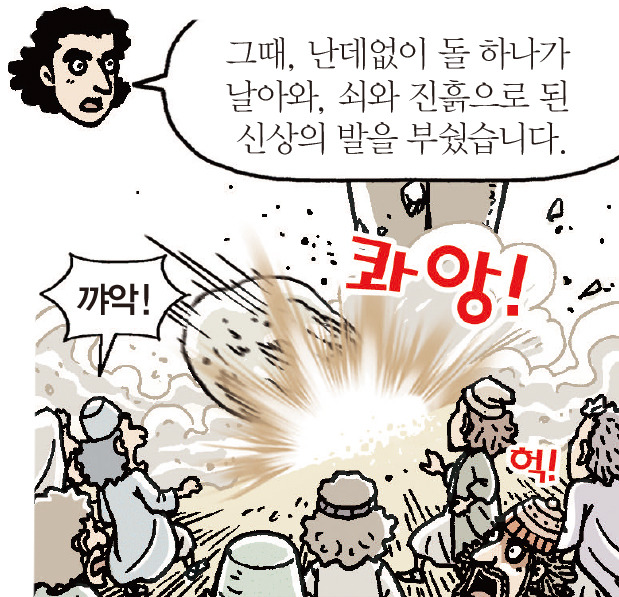 그때, 난데없이 돌 하나가
날아와, 쇠와 진흙으로 된
신상의 발을 부쉈습니다.
콰앙!
꺄악!
헉!